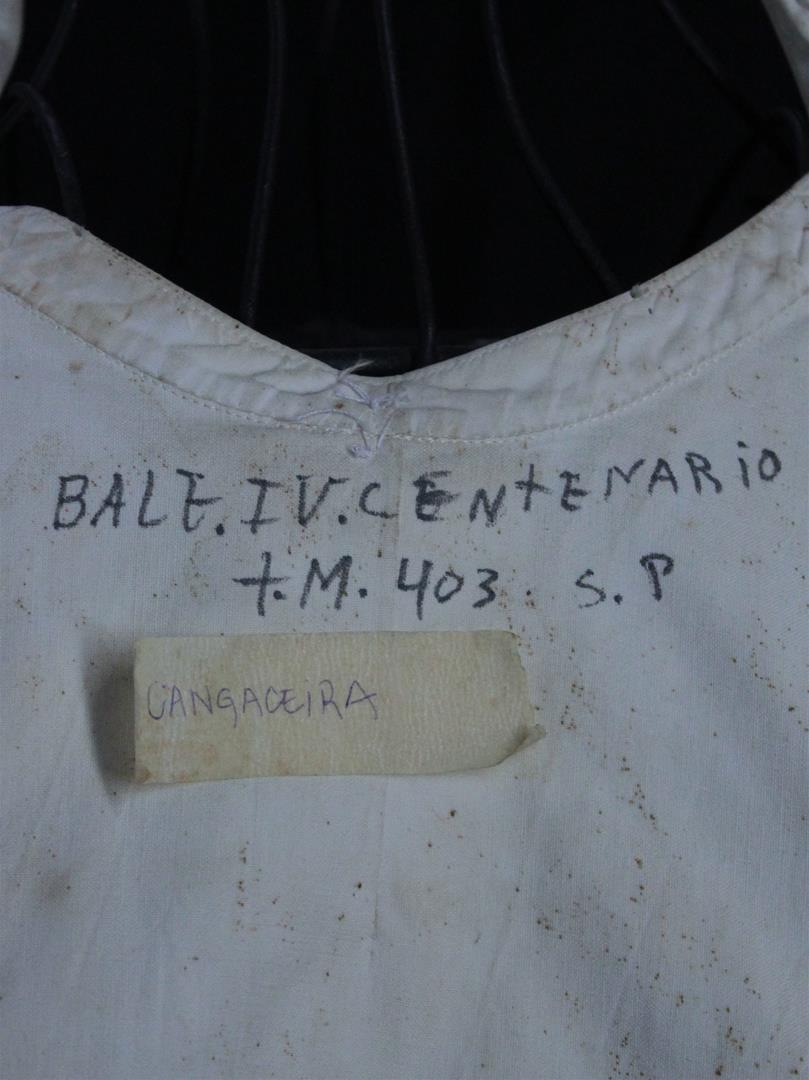 BALE.IV.CENTENARIO
t.M. 403. S.P
CANGACEIRA